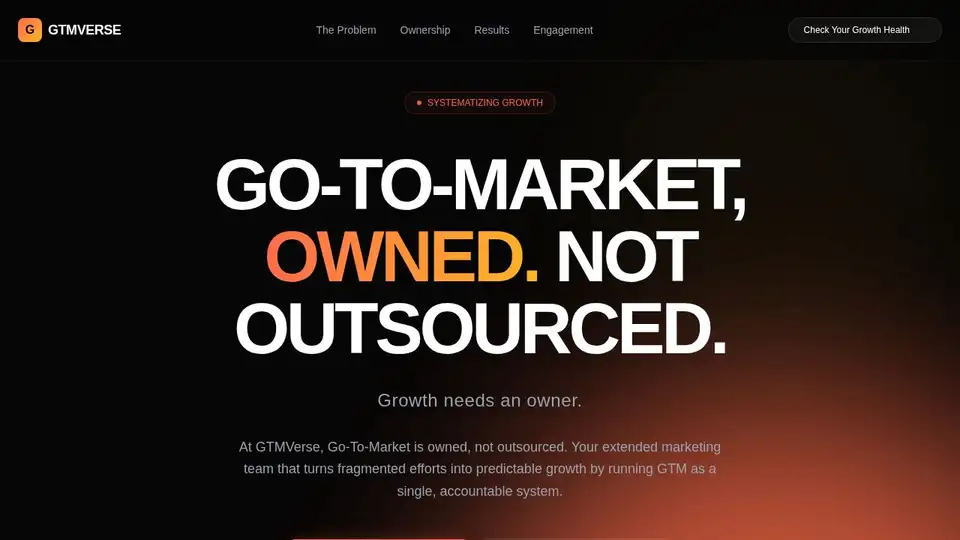 G GTMVERSE
The Problem
Ownership
Results
Engagement
Check Your Growth Health
SYSTEMATIZING GROWTH
GO-TO-MARKET,
OWNED. NOT
OUTSOURCED.
Growth needs an owner.
At GTMVerse, Go-To-Market is owned, not outsourced. Your extended marketing
team that turns fragmented efforts into predictable growth by running GTM as a
single, accountable system.